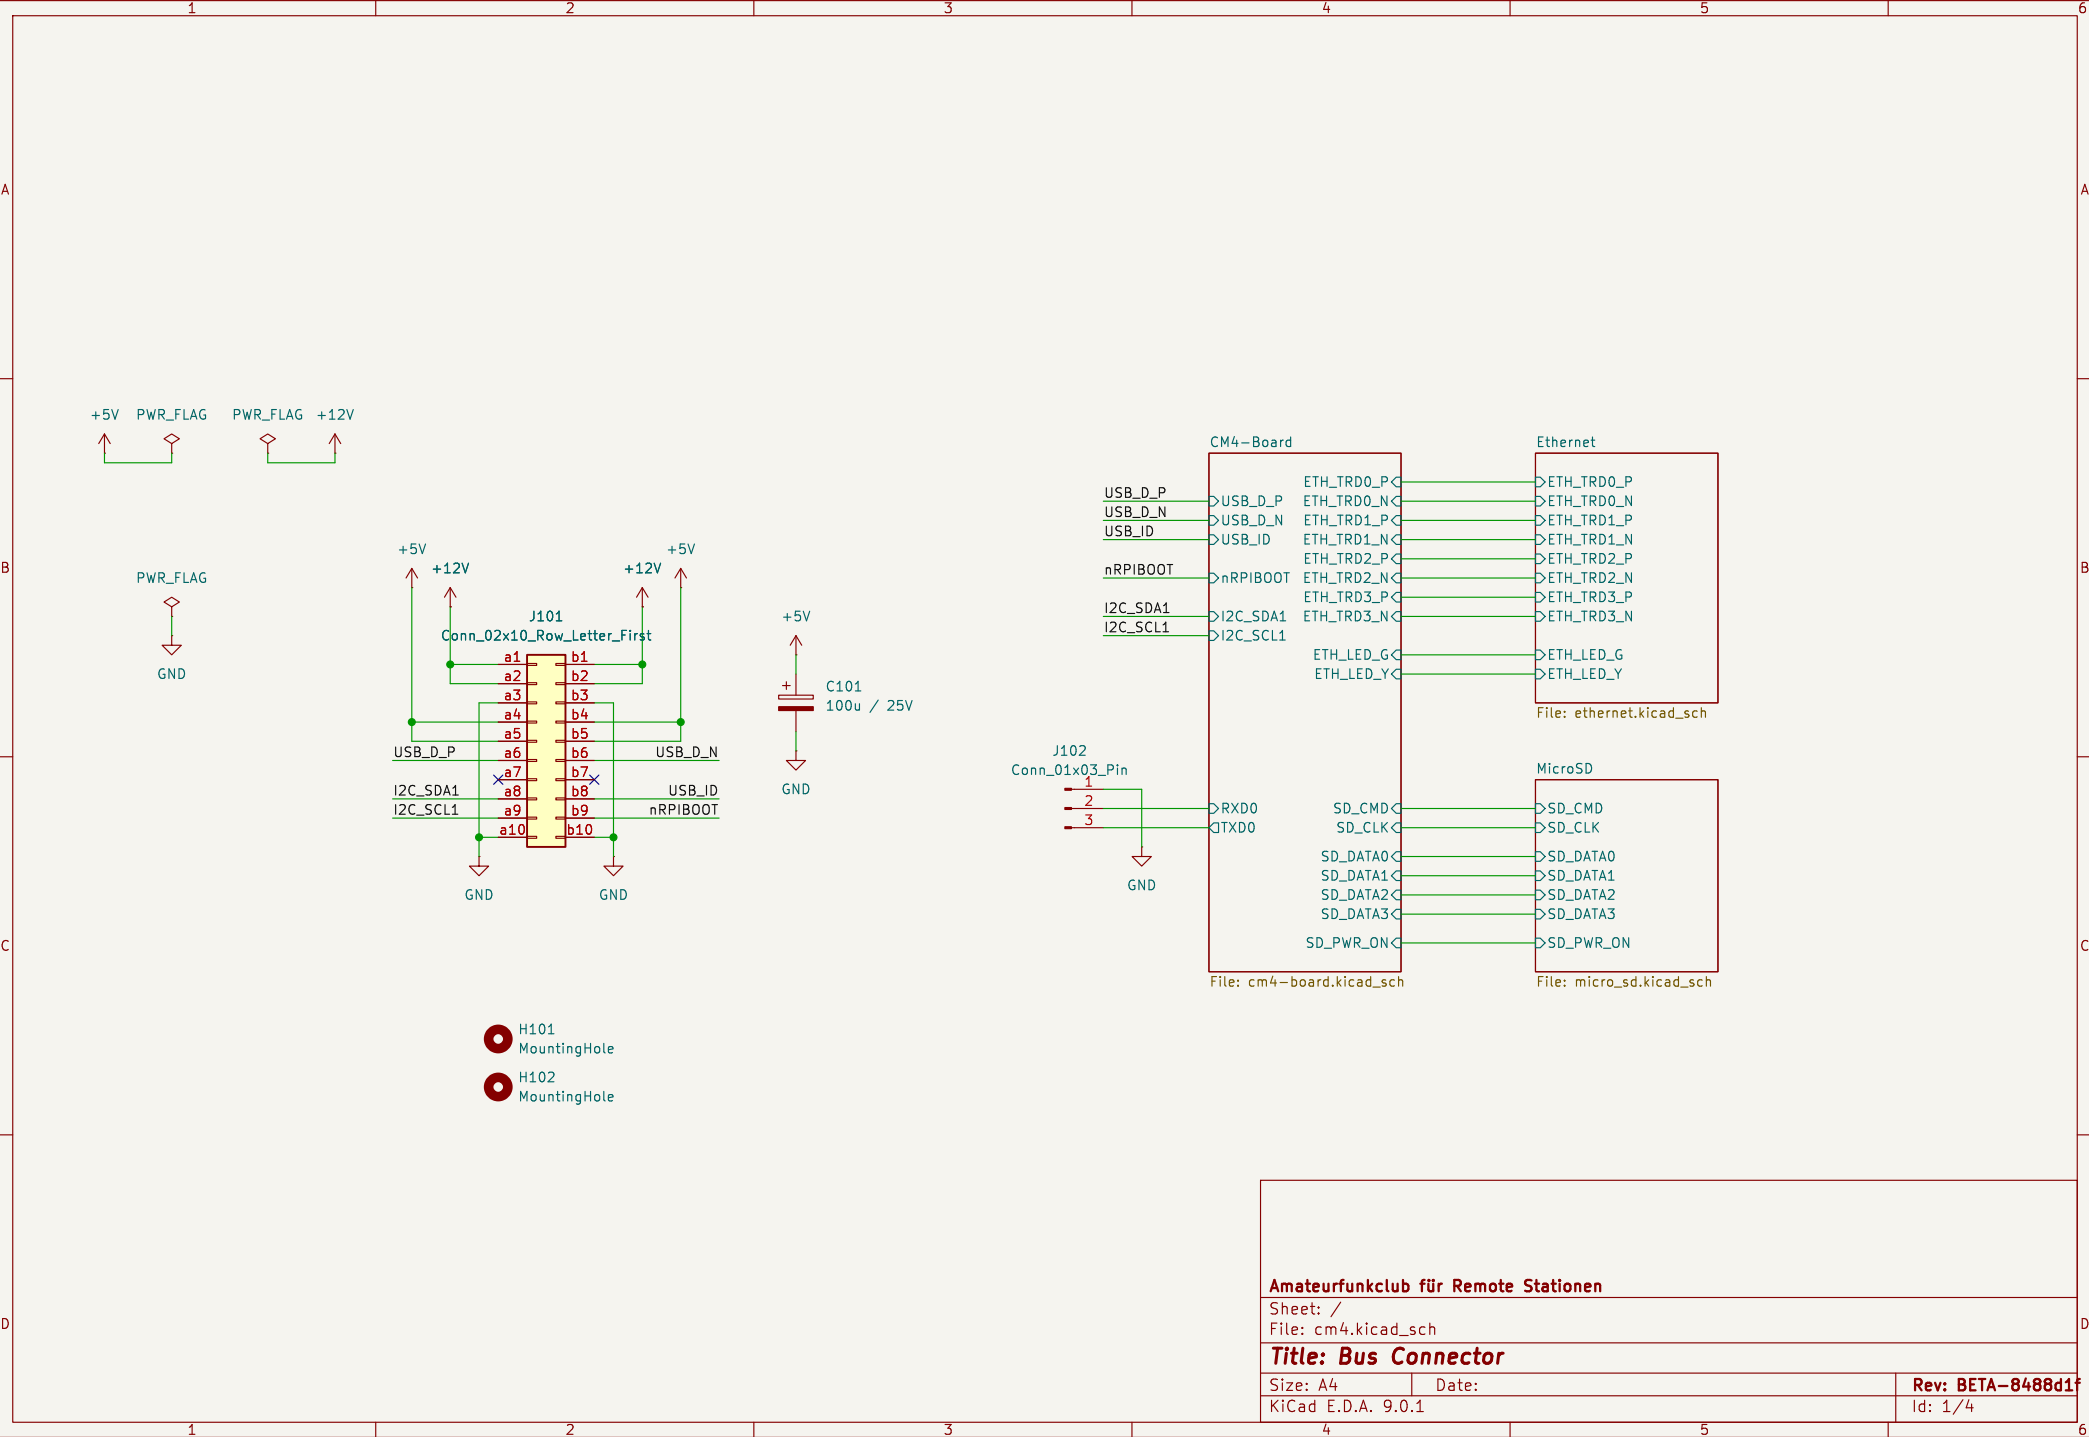 1 2 3 4 5 6
A A
B B
C C
D D
+5V PWR_FLAG PWR_FLAG +12V
PWR_FLAG
GND
+5V
+12V
+12V
+5V
J101
Conn_02x10_Row_Letter_First
a1 b1
a2 b2
a3 b3
a4 b4
a5 b5
USB_D_P a6 b6 USB_D_N
a7 b7
I2C_SDA1 a8 b8 USB_ID
I2C_SCL1 a9 b9 nRPIBOOT
a10 b10
GND GND
+5V
+
C101
100u / 25V
GND
H101
MountingHole
H102
MountingHole
J102
Conn_01x03_Pin
1
2
3
GND
CM4-Board
USB_D_P USB_D_P
USB_D_N USB_D_N
USB_ID USB_ID
nRPIBOOT nRPIBOOT
I2C_SDA1 I2C_SDA1
I2C_SCL1 I2C_SCL1
RXD0
TXD0
ETH_TRD0_P
ETH_TRD0_N
ETH_TRD1_P
ETH_TRD1_N
ETH_TRD2_P
ETH_TRD2_N
ETH_TRD3_P
ETH_TRD3_N
ETH_LED_G
ETH_LED_Y
SD_CMD
SD_CLK
SD_DATA0
SD_DATA1
SD_DATA2
SD_DATA3
SD_PWR_ON
File: cm4-board.kicad_sch
Ethernet
ETH_TRD0_P
ETH_TRD0_N
ETH_TRD1_P
ETH_TRD1_N
ETH_TRD2_P
ETH_TRD2_N
ETH_TRD3_P
ETH_TRD3_N
ETH_LED_G
ETH_LED_Y
File: ethernet.kicad_sch
MicroSD
SD_CMD
SD_CLK
SD_DATA0
SD_DATA1
SD_DATA2
SD_DATA3
SD_PWR_ON
File: micro_sd.kicad_sch
Amateurfunkclub für Remote Stationen
Sheet: /
File: cm4.kicad_sch
Title: Bus Connector
Size: A4 Date: Rev: BETA-8488d1f
KiCad E.D.A. 9.0.1 Id: 1/4
1 2 3 4 5 6